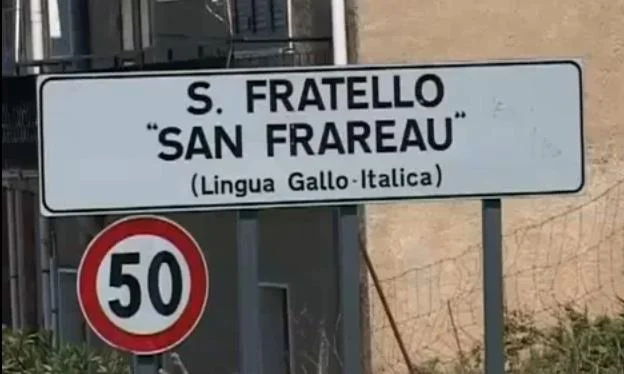 S. FRATELLO
"SAN FRAREAU"
(Lingua Gallo-Italica)
50